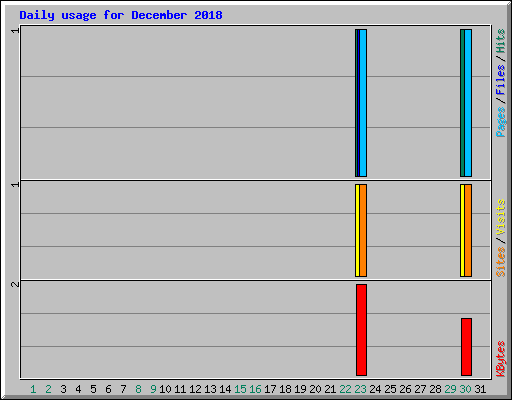 Daily usage for December 2018
1
Pages / Files / Hits
1
Sites / Visits
2
KBytes
1 2 3 4 5 6 7 8 9 10 11 12 13 14 15 16 17 18 19 20 21 22 23 24 25 26 27 28 29 30 31